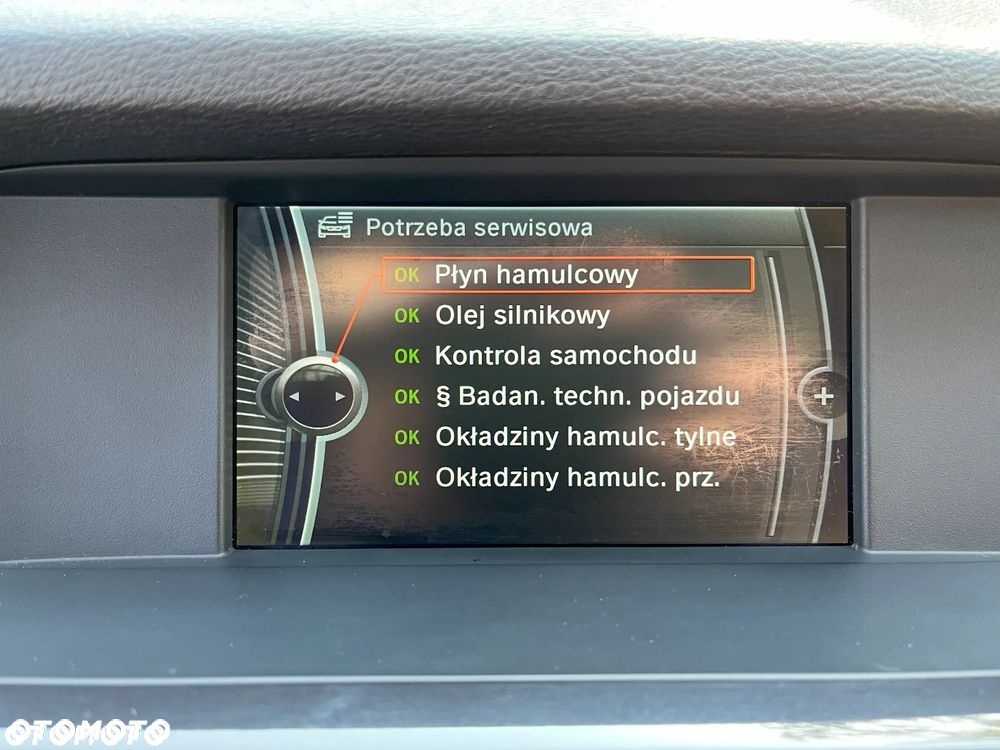 Potrzeba serwisowa
OK Płyn hamulcowy
OK Olej silnikowy
OK Kontrola samochodu
OK § Badan. techn. pojazdu
OK Okładziny hamulc. tylne
OK Okładziny hamulc. prz.
OTOMOTO